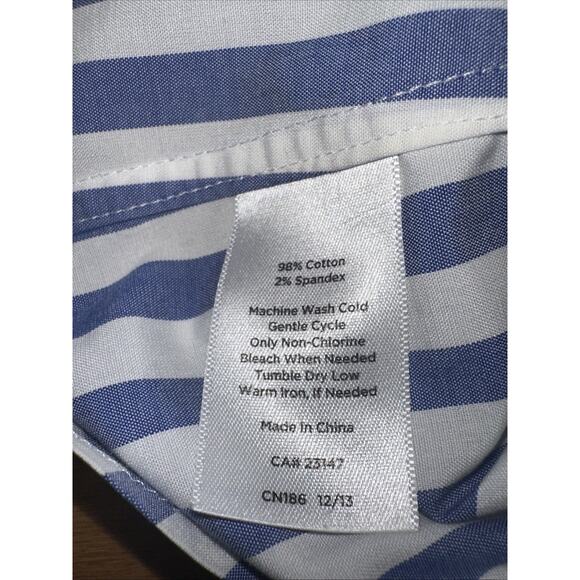 98% Cotton
2% Spandex
Machine Wash Cold
Gentle Cycle
Only Non-Chlorine
Bleach When Needed
Tumble Dry Low
Warm Iron, If Needed
Made In China
CA# 23147
CN186 12/13